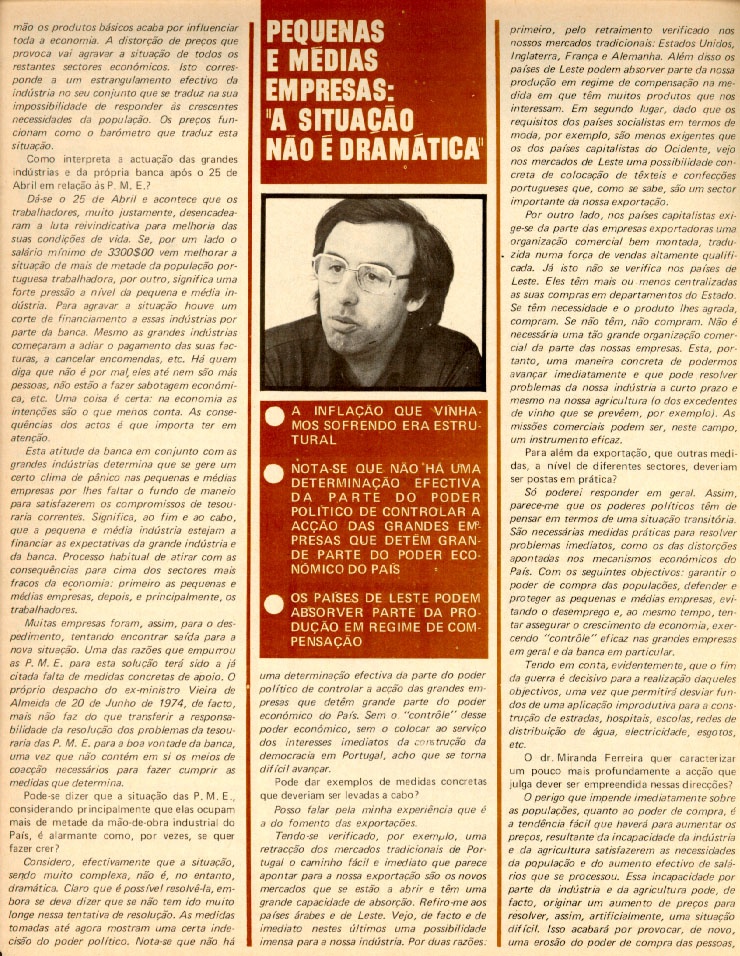 mão os produtos básicos acaba por influenciar
toda a economia. A distorção de preços que
provoca vai agravar a situação de todos os
restantes sectores económicos. Isto corres-
ponde a um estrangulamento efectivo da
indústria no seu conjunto que se traduz na sua
impossibilidade de responder às crescentes
necessidades da população. Os preços fun-
cionam como o barómetro que traduz esta
situação.
Como interpreta a actuação das grandes
indústrias e da própria banca após o 25 de
Abril em relação às P. M. E.?
Dá-se o 25 de Abril e acontece que os
trabalhadores, muito justamente, desencadea-
ram a luta reivindicativa para melhoria das
suas condições de vida. Se, por um lado o
salário mínimo de 3300$00 vem melhorar a
situação de mais de metade da população por-
tuguesa trabalhadora, por outro, significa uma
forte pressão a nível da pequena e média in-
dústria. Para agravar a situação houve um
corte de financiamento a essas indústrias por
parte da banca. Mesmo as grandes indústrias
começaram a adiar o pagamento das suas fac-
turas, a cancelar encomendas, etc. Há quem
diga que não é por mal, eles até nem são más
pessoas, não estão a fazer sabotagem económi-
ca, etc. Uma coisa é certa: na economia as
intenções são o que menos conta. As conse-
quências dos actos é que importa ter em
atenção.
Esta atitude da banca em conjunto com as
grandes indústrias determina que se gere um
certo clima de pânico nas pequenas e médias
empresas por lhes faltar o fundo de maneio
para satisfazerem os compromissos de tesou-
raria correntes. Significa, ao fim e ao cabo,
que a pequena e média indústria estejam a
financiar as expectativas da grande indústria e
da banca. Processo habitual de atirar com as
consequências para cima dos sectores mais
fracos da economia: primeiro as pequenas e
médias empresas, depois, e principalmente, os
trabalhadores.
Muitas empresas foram, assim, para o des-
pedimento, tentando encontrar saída para a
nova situação. Uma das razões que empurrou
as P. M. E. para esta solução terá sido a já
citada falta de medidas concretas de apoio. O
próprio despacho do ex-ministro Vieira de
Almeida de 20 de Junho de 1974, de facto,
mais não faz do que transferir a responsa-
bilidade da resolução dos problemas da tesou-
raria das P. M. E. para a boa vontade da banca,
uma vez que não contém em si os meios de
coacção necessários para fazer cumprir as
medidas que determina.
Pode-se dizer que a situação das P. M. E.,
considerando principalmente que elas ocupam
mais de metade da mão-de-obra industrial do
País, é alarmante como, por vezes, se quer
fazer crer?
Considero, efectivamente que a situação,
sendo muito complexa, não é, no entanto,
dramática. Claro que é possível resolvê-la, em-
bora se deva dizer que se não tem ido muito
longe nessa tentativa de resolução. As medidas
tomadas até agora mostram uma certa inde-
cisão do poder político. Nota-se que não há
PEQUENAS
E MÉDIAS
EMPRESAS:
"A SITUAÇÃO
NÃO É DRAMÁTICA"
A INFLAÇÃO QUE VINHA-
MOS SOFRENDO ERA ESTRU-
TURAL
NOTA-SE QUE NÃO HÁ UMA
DETERMINAÇÃO EFECTIVA
DA PARTE DO PODER
POLÍTICO DE CONTROLAR A
ACÇÃO DAS GRANDES EM-
PRESAS QUE DETÊM GRAN-
DE PARTE DO PODER ECO-
NÓMICO DO PAÍS
OS PAÍSES DE LESTE PODEM
ABSORVER PARTE DA PRO-
DUÇÃO EM REGIME DE COM-
PENSAÇÃO
uma determinação efectiva da parte do poder
político de controlar a acção das grandes em-
presas que detêm grande parte do poder
económico do País. Sem o "contrôle" desse
poder económico, sem o colocar ao serviço
dos interesses imediatos da construção da
democracia em Portugal, acho que se torna
difícil avançar.
Pode dar exemplos de medidas concretas
que deveriam ser levadas a cabo?
Posso falar pela minha experiência que é
a do fomento das exportações.
Tendo-se verificado, por exemplo, uma
retracção dos mercados tradicionais de Por-
tugal o caminho fácil e imediato que parece
apontar para a nossa exportação são os novos
mercados que se estão a abrir e têm uma
grande capacidade de absorção. Refiro-me aos
países árabes e de Leste. Vejo, de facto e de
imediato nestes últimos uma possibilidade
imensa para a nossa indústria. Por duas razões:
primeiro, pelo retraimento verificado nos
nossos mercados tradicionais: Estados Unidos,
Inglaterra, França e Alemanha. Além disso os
países de Leste podem absorver parte da nossa
produção em regime de compensação na me-
dida em que têm muitos produtos que nos
interessam. Em segundo lugar, dado que os
requisitos dos países socialistas em termos de
moda, por exemplo, são menos exigentes que
os dos países capitalistas do Ocidente, vejo
nos mercados de Leste uma possibilidade con-
creta de colocação de têxteis e confecções
portugueses que, como se sabe, são um sector
importante da nossa exportação.
Por outro lado, nos países capitalistas exi-
ge-se da parte das empresas exportadoras uma
organização comercial bem montada, tradu-
zida numa força de vendas altamente qualifi-
cada. Já isto não se verifica nos países de
Leste. Eles têm mais ou menos centralizadas
as suas compras em departamentos do Estado.
Se têm necessidade e o produto lhes agrada,
compram. Se não têm, não compram. Não é
necessária uma tão grande organização comer-
cial da parte das nossas empresas. Esta, por-
tanto, uma maneira concreta de podermos
avançar imediatamente e que pode resolver
problemas da nossa indústria a curto prazo e
mesmo na nossa agricultura (o dos excedentes
de vinho que se prevêem, por exemplo). As
missões comerciais podem ser, neste campo,
um instrumento eficaz.
Para além da exportação, que outras medi-
das, a nível de diferentes sectores, deveriam
ser postas em prática?
Só poderei responder em geral. Assim,
parece-me que os poderes políticos têm de
pensar em termos de uma situação transitória.
São necessárias medidas práticas para resolver
problemas imediatos, como os das distorções
apontadas nos mecanismos económicos do
País. Com os seguintes objectivos: garantir o
poder de compra das populações, defender e
proteger as pequenas e médias empresas, evi-
tando o desemprego e, ao mesmo tempo, ten-
tar assegurar o crescimento da economia, exer-
cendo "contrôle" eficaz nas grandes empresas
em geral e da banca em particular.
Tendo em conta, evidentemente, que o fim
da guerra é decisivo para a realização daqueles
objectivos, uma vez que permitirá desviar fun-
dos de uma aplicação improdutiva para a cons-
trução de estradas, hospitais, escolas, redes de
distribuição de água, electricidade, esgotos,
etc.
O dr. Miranda Ferreira quer caracterizar
um pouco mais profundamente a acção que
julga dever ser empreendida nessas direcções?
O perigo que impende imediatamente sobre
as populações, quanto ao poder de compra, é
a tendência fácil que haverá para aumentar os
preços, resultante da incapacidade da indústria
e da agricultura satisfazerem as necessidades
da população e do aumento efectivo de salá-
rios que se processou. Essa incapacidade por
parte da indústria e da agricultura pode, de
facto, originar um aumento de preços para
resolver, assim, artificialmente, uma situação
difícil. Isso acabará por provocar, de novo,
uma erosão do poder de compra das pessoas,